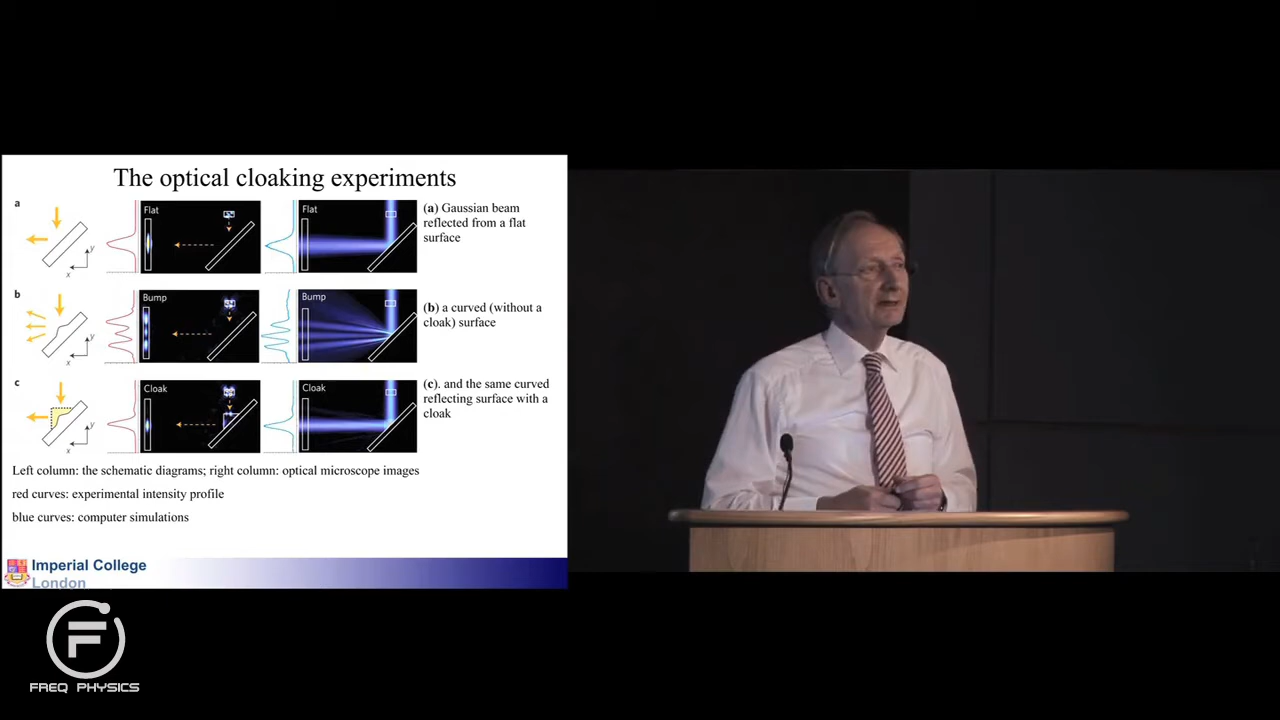 The optical cloaking experiments
a
y
x
Flat
Flat
(a) Gaussian beam
reflected from a flat
surface
b
y
x
Bump
Bump
(b) a curved (without a
cloak) surface
c
y
x
Cloak
Cloak
(c). and the same curved
reflecting surface with a
cloak
Left column: the schematic diagrams; right column: optical microscope images
red curves: experimental intensity profile
blue curves: computer simulations
Imperial College
London
F
FREQ PHYSICS